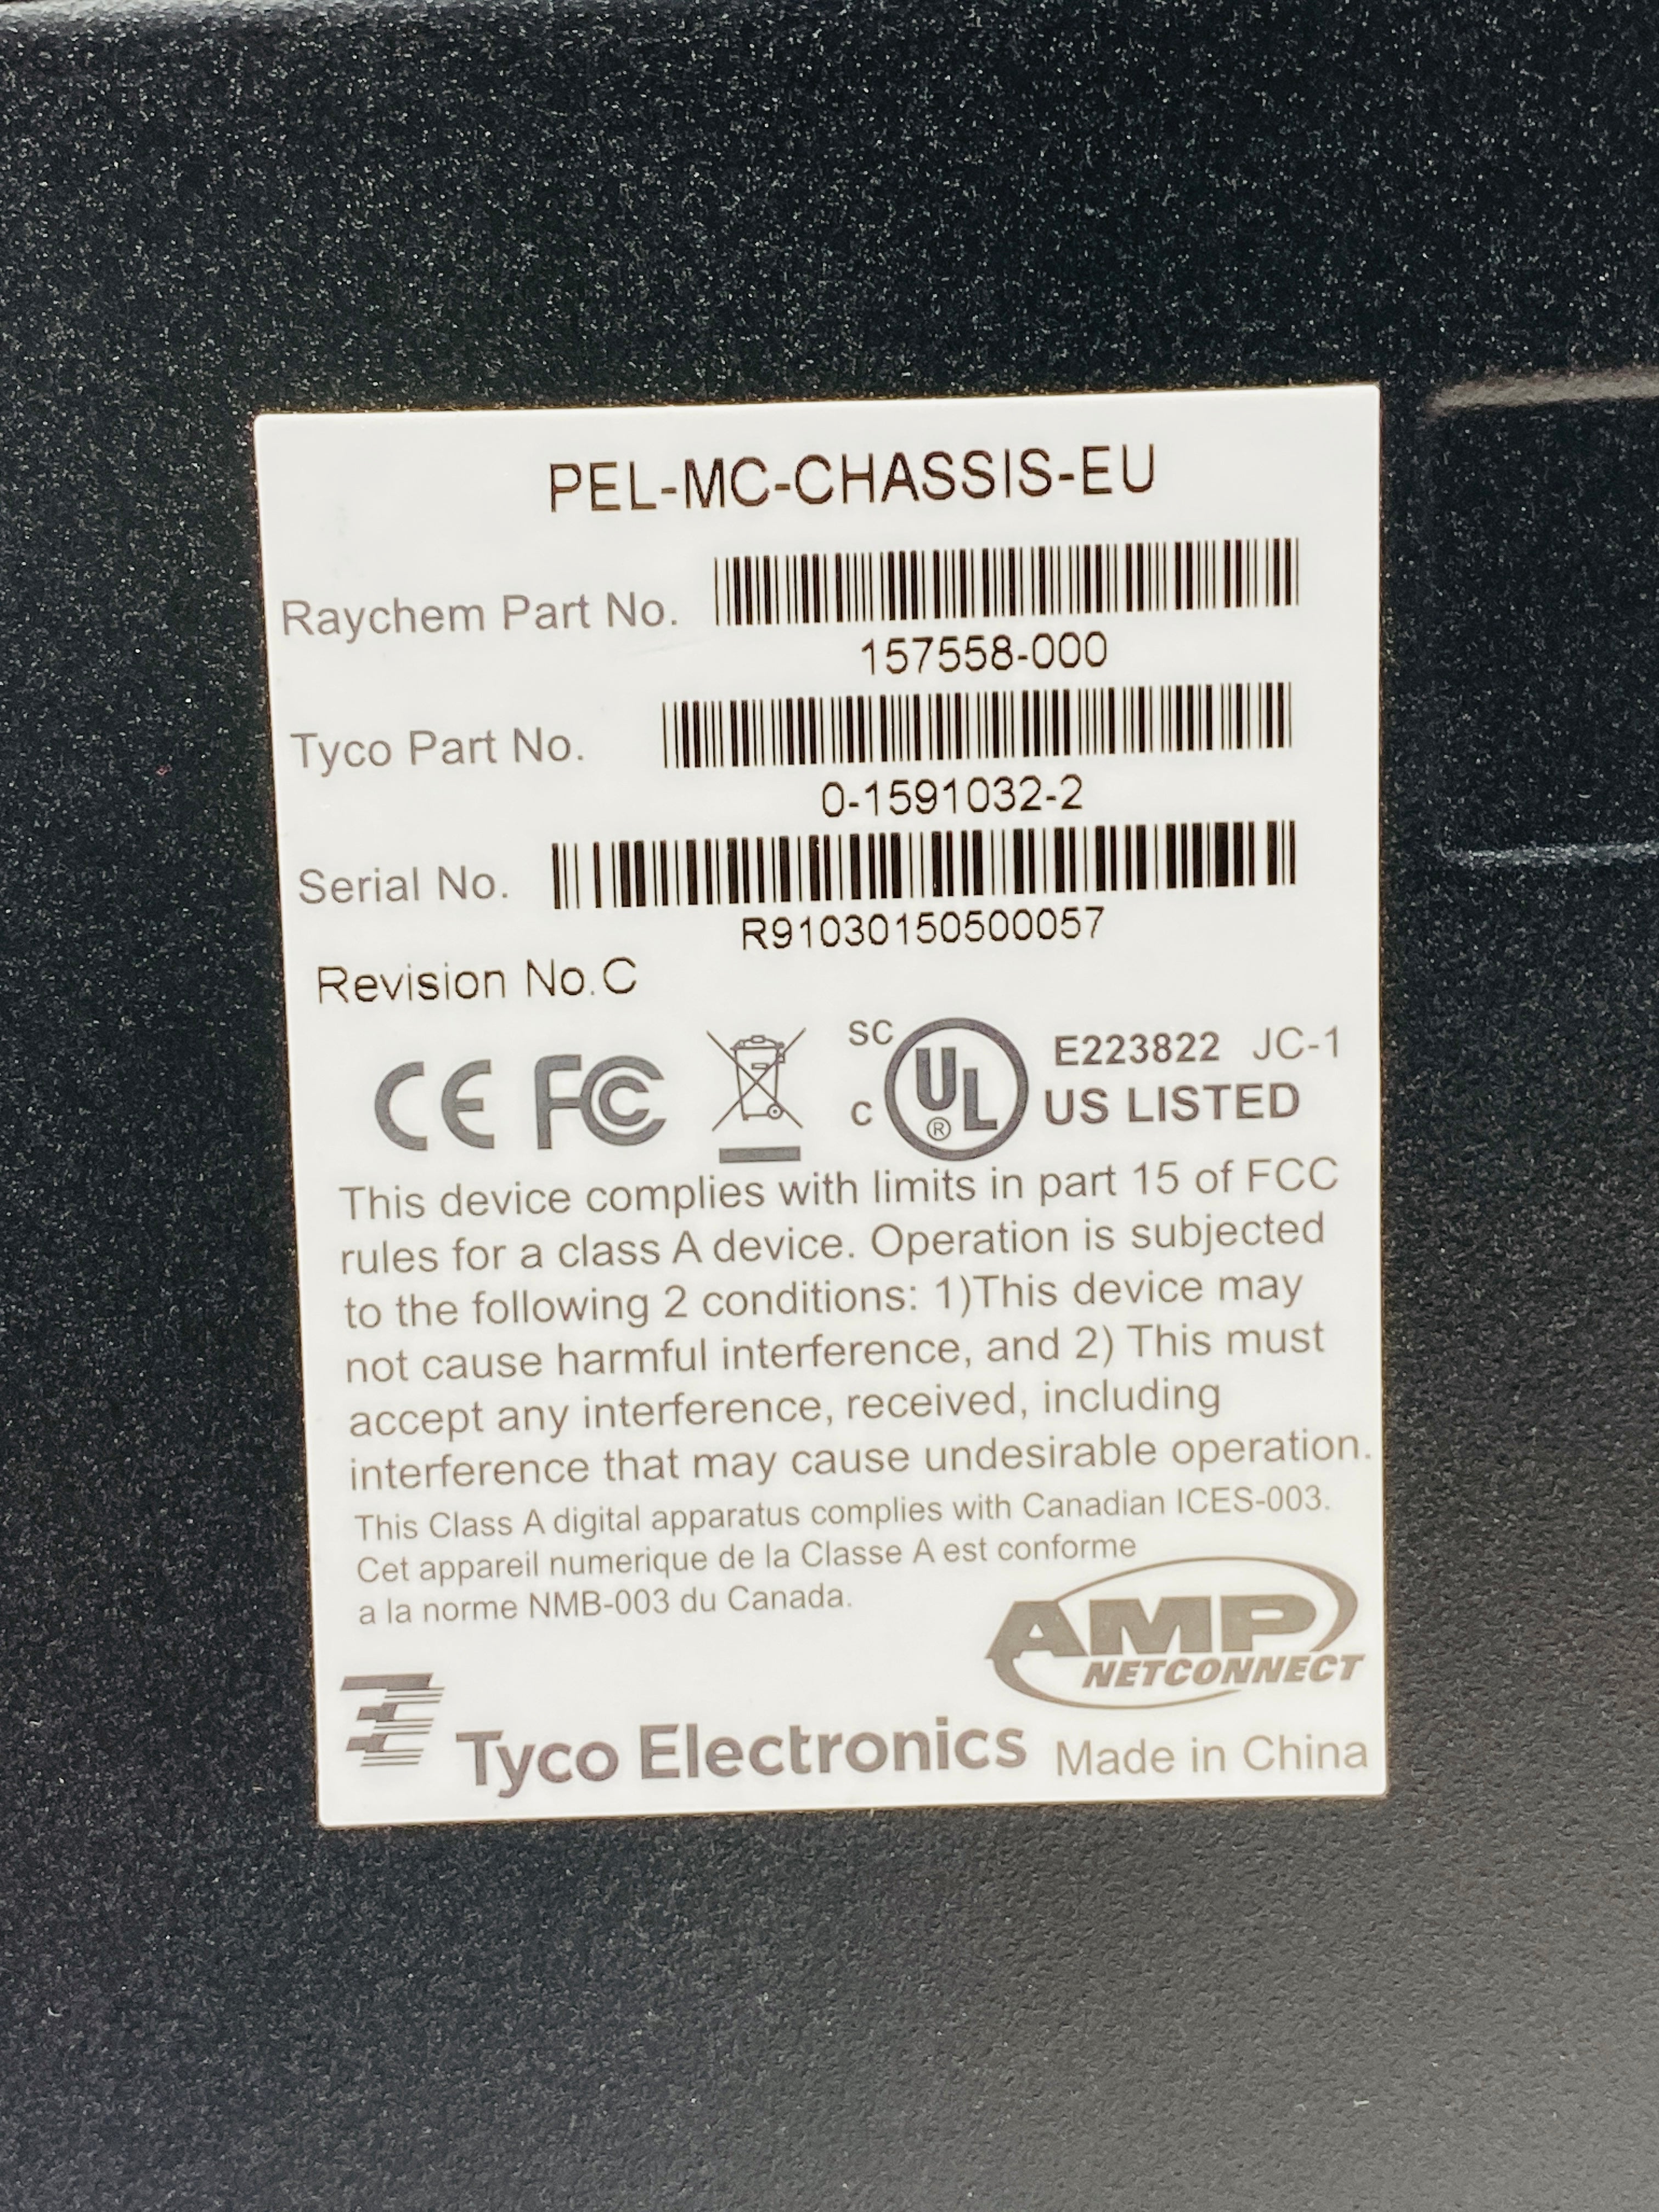 PEL-MC-CHASSIS-EU
Raychem Part No.
157558-000
Tyco Part No.
0-1591032-2
Serial No.
R91030150500057
Revision No.C
CE FC SC C UL ® E223822 JC-1
US LISTED
This device complies with limits in part 15 of FCC
rules for a class A device. Operation is subjected
to the following 2 conditions: 1)This device may
not cause harmful interference, and 2) This must
accept any interference, received, including
interference that may cause undesirable operation.
This Class A digital apparatus complies with Canadian ICES-003.
Cet appareil numerique de la Classe A est conforme
a la norme NMB-003 du Canada.
AMP
NETCONNECT
Tyco Electronics Made in China